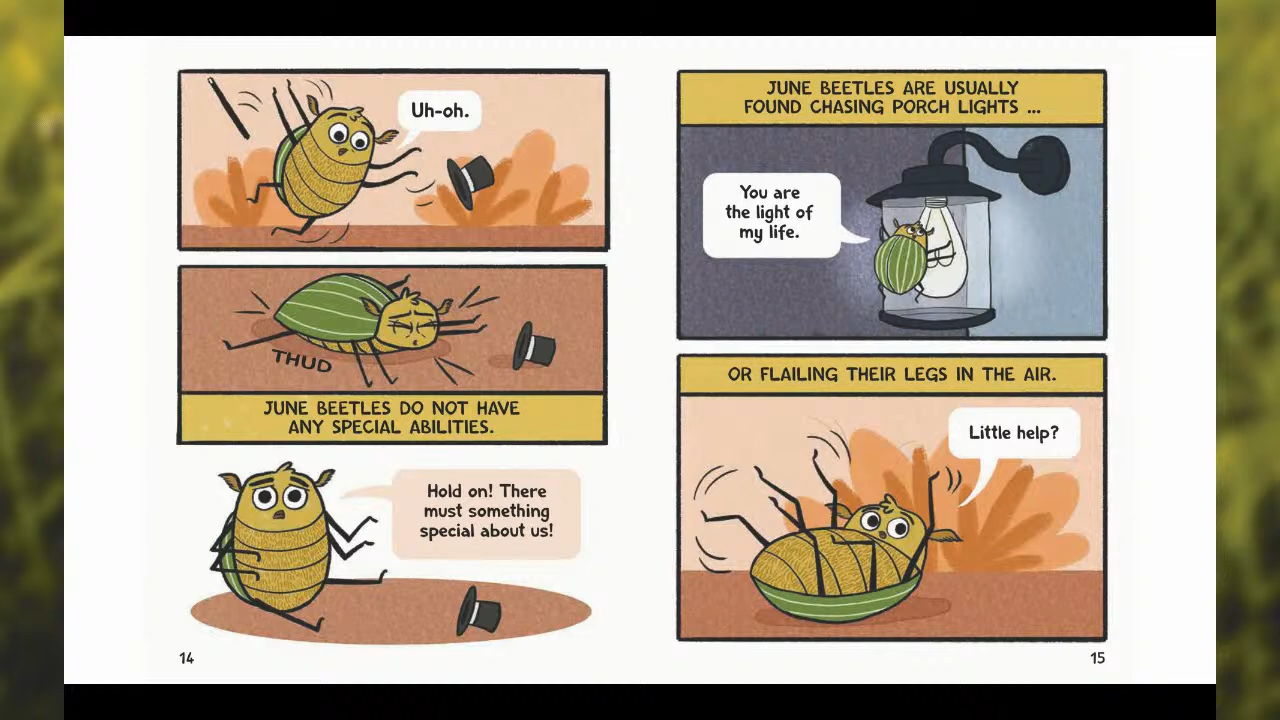 Uh-oh.
THUD
JUNE BEETLES DO NOT HAVE
ANY SPECIAL ABILITIES.
Hold on! There
must something
special about us!
14
JUNE BEETLES ARE USUALLY
FOUND CHASING PORCH LIGHTS ...
You are
the light of
my life.
OR FLAILING THEIR LEGS IN THE AIR.
Little help?
15